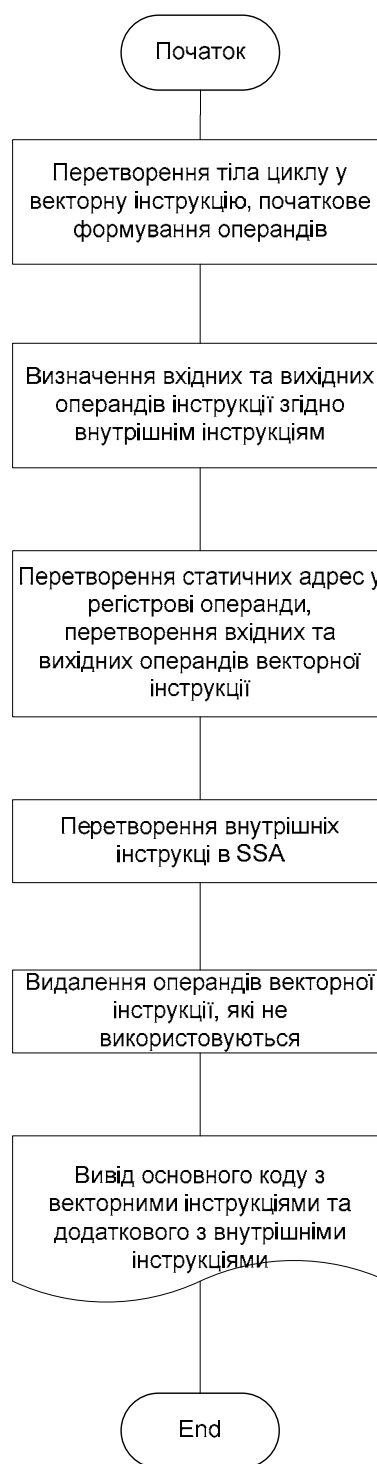 Початок
Перетворення тіла циклу у
векторну інструкцію, початкове
формування операндів
Визначення вхідних та вихідних
операндів інструкції згідно
внутрішнім інструкціям
Перетворення статичних адрес у
регістрові операнди,
перетворення вхідних та
вихідних операндів векторної
інструкції
Перетворення внутрішніх
інструкці в SSA
Видалення операндів векторної
інструкції, які не
використовуються
Вивід основного коду з
векторними інструкціями та
додаткового з внутрішніми
інструкціями
End